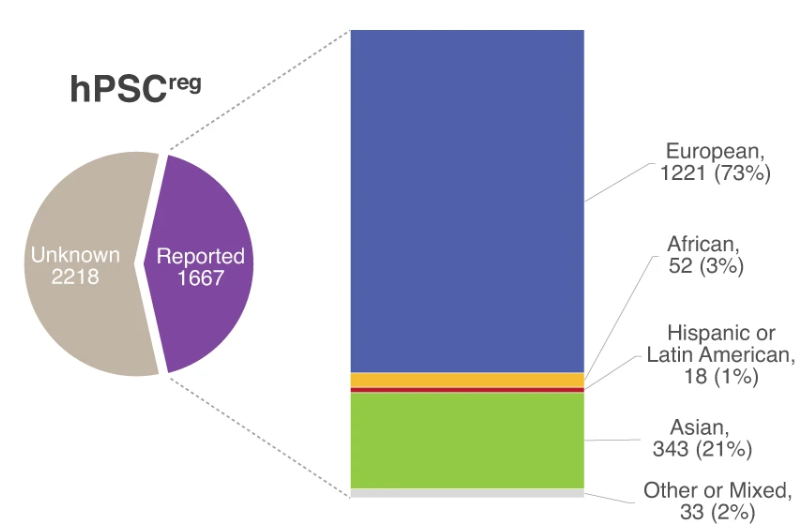 hPSCreg
Unknown
2218
Reported
1667
European,
1221 (73%)
African,
52 (3%)
Hispanic or
Latin American,
18 (1%)
Asian,
343 (21%)
Other or Mixed,
33 (2%)